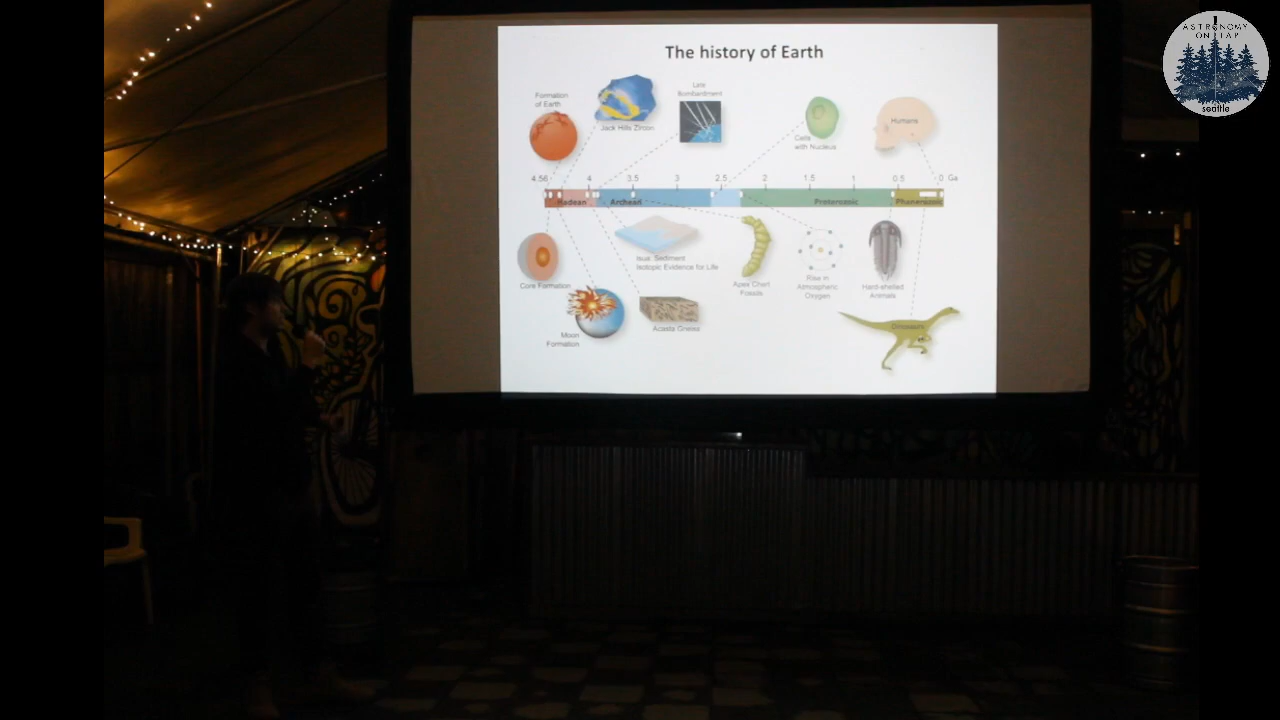 ASTRONOMY
ON TAP
seattle
The history of Earth
Formation
of Earth
Jack Hills Zircon
Late
Bombardment
Cells
with Nucleus
Humans
4.56
4
3.5
3
2.5
2
1.5
1
0.5
0 Ga
Hadean
Archean
Proterozoic
Phanerozoic
Core Formation
Isua Sediment
Isotopic Evidence for Life
Apex Chert
Fossils
Rise in
Atmospheric
Oxygen
Hard-shelled
Animals
Moon
Formation
Acasta Gneiss
Dinosaurs